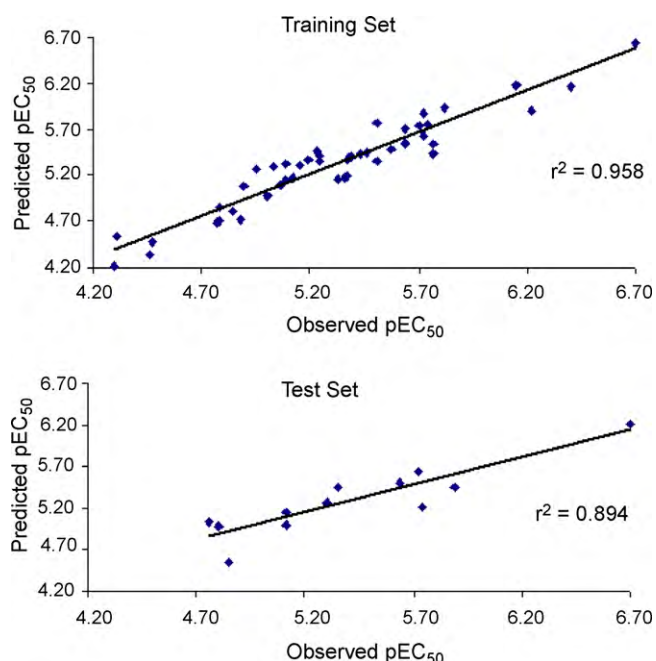 Training Set
6.70
6.20
5.70
5.20
4.70
4.20
Predicted pEC₅₀
r² = 0.958
4.20 4.70 5.20 5.70 6.20 6.70
Observed pEC₅₀
Test Set
6.70
6.20
5.70
5.20
4.70
4.20
Predicted pEC₅₀
r² = 0.894
4.20 4.70 5.20 5.70 6.20 6.70
Observed pEC₅₀